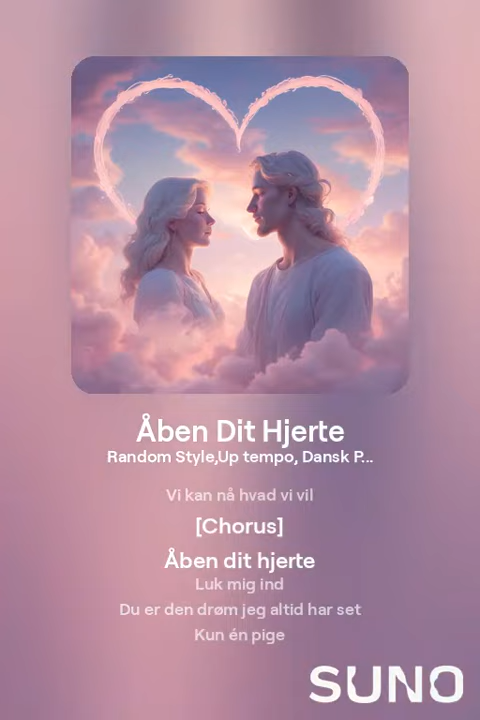 Åben Dit Hjerte
Random Style,Up tempo, Dansk P...
Vi kan nå hvad vi vil
[Chorus]
Åben dit hjerte
Luk mig ind
Du er den drøm jeg altid har set
Kun én pige
SUNO